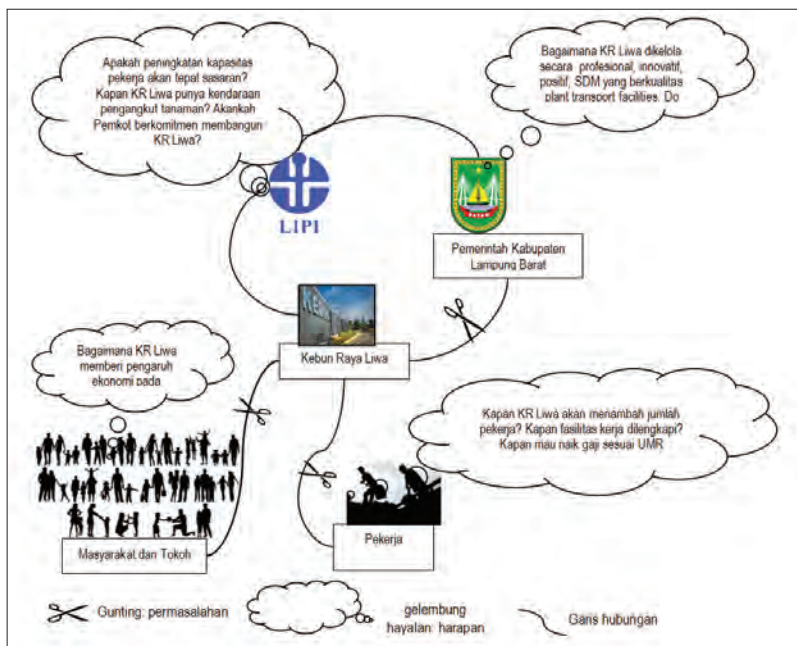 Apakah peningkatan kapasitas
pekerja akan tepat sasaran?
Kapan KR Liwa punya kendaraan
pengangkut tanaman? Akankah
Pemkot berkomitmen membangun
KR Liwa?
Bagaimana KR Liwa dikelola
secara profesional, innovatif,
positif, SDM yang berkualitas
plant transport facilities. Do
LIPI
BATAM
Pemerintah Kabupaten
Lampung Barat
KEBUN
Kebun Raya Liwa
Bagaimana KR Liwa
memberi pengaruh
ekonomi pada
Kapan KR Liwa akan menambah jumlah
pekerja? Kapan fasilitas kerja dilengkapi?
Kapan mau naik gaji sesuai UMR
Masyarakat dan Tokoh
Pekerja
Gunting: permasalahan
gelembung
hayalan: harapan
Garis hubungan